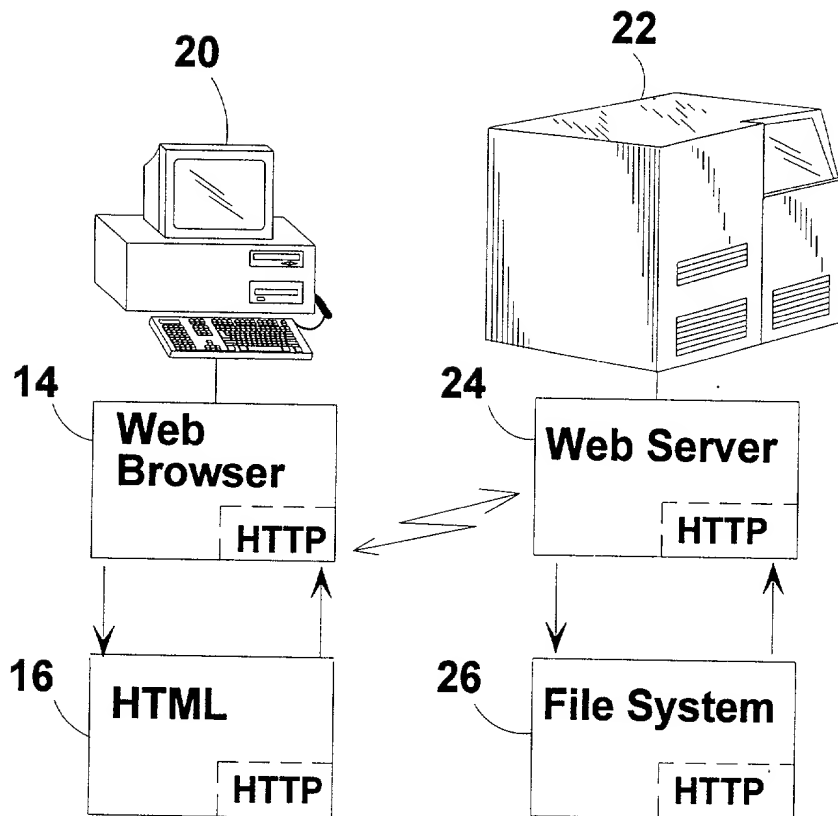 20
22
14
Web
Browser
HTTP
24
Web Server
HTTP
16
HTML
HTTP
26
File System
HTTP